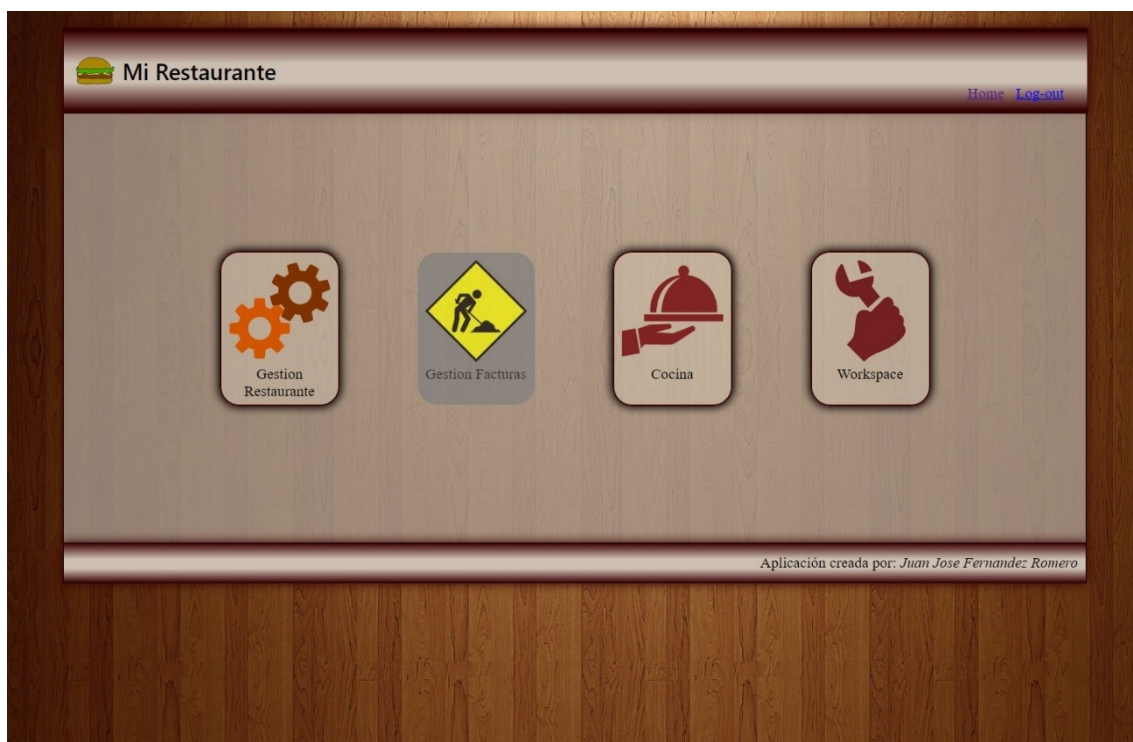 Mi Restaurante
Home Log-out
Gestion
Restaurante
Gestion Facturas
Cocina
Workspace
Aplicación creada por: Juan Jose Fernandez Romero